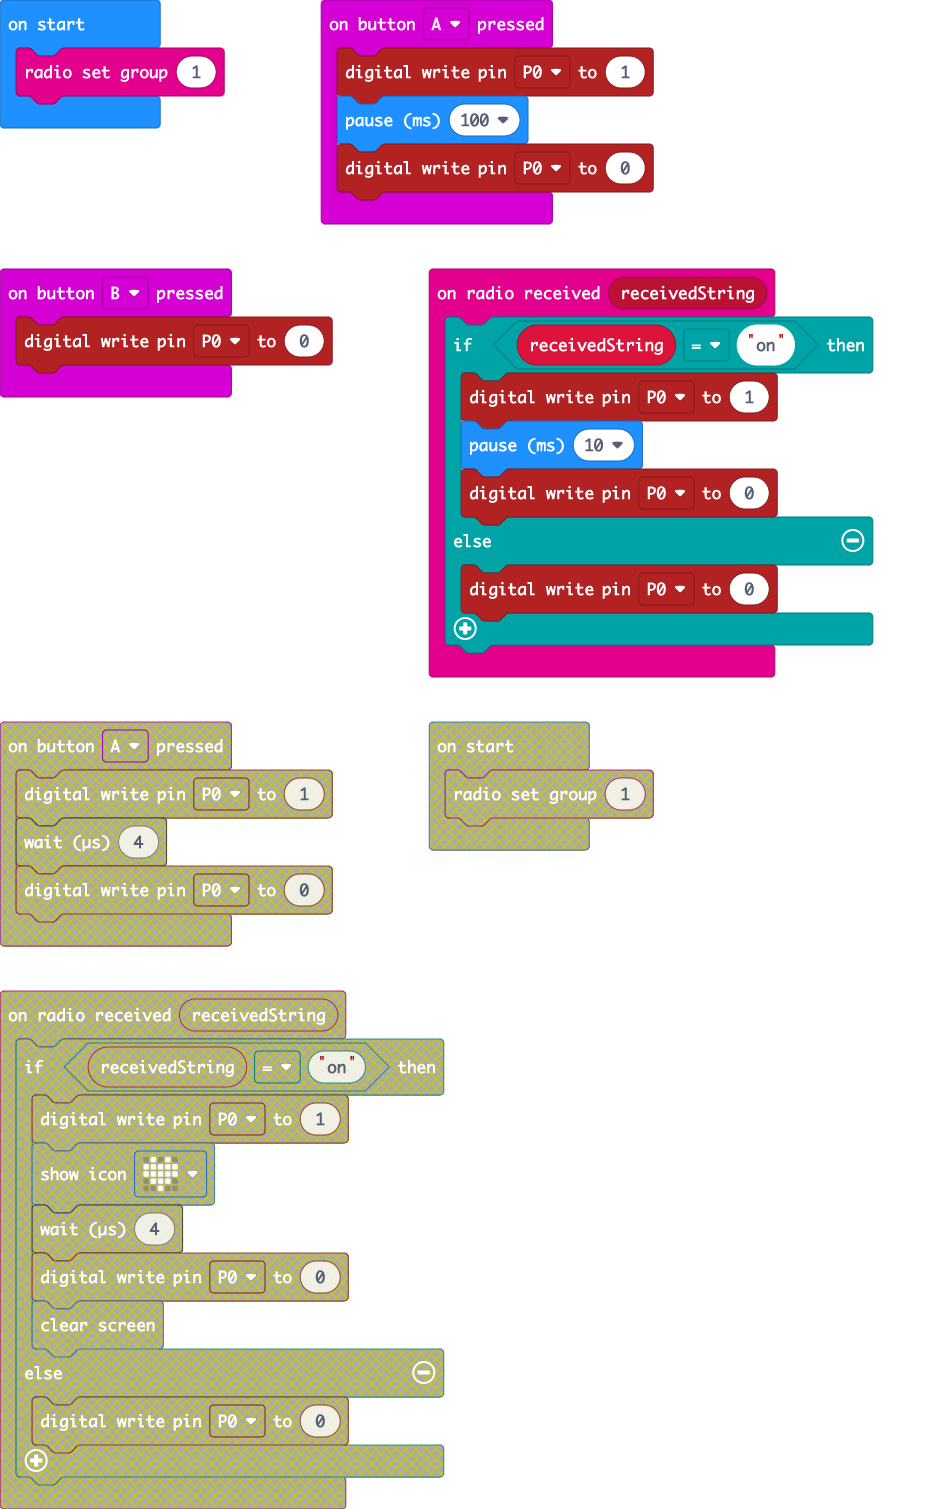 on start
radio set group 1
on button A pressed
digital write pin P0 to 1
pause (ms) 100
digital write pin P0 to 0
on button B pressed
digital write pin P0 to 0
on radio received receivedString
if receivedString = "on" then
digital write pin P0 to 1
pause (ms) 10
digital write pin P0 to 0
else
digital write pin P0 to 0
on button A pressed
digital write pin P0 to 1
wait (µs) 4
digital write pin P0 to 0
on start
radio set group 1
on radio received receivedString
if receivedString = "on" then
digital write pin P0 to 1
show icon
wait (µs) 4
digital write pin P0 to 0
clear screen
else
digital write pin P0 to 0